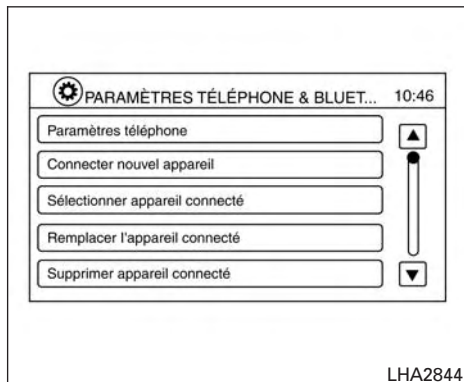 PARAMÈTRES TÉLÉPHONE & BLUET... 10:46
Paramètres téléphone
Connecter nouvel appareil
Sélectionner appareil connecté
Remplacer l'appareil connecté
Supprimer appareil connecté
LHA2844